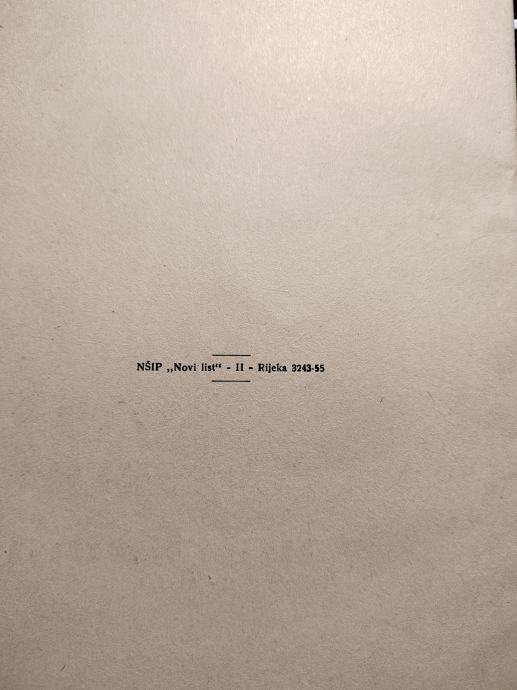 NŠIP „Novi list“ - II - Rijeka 3243-55